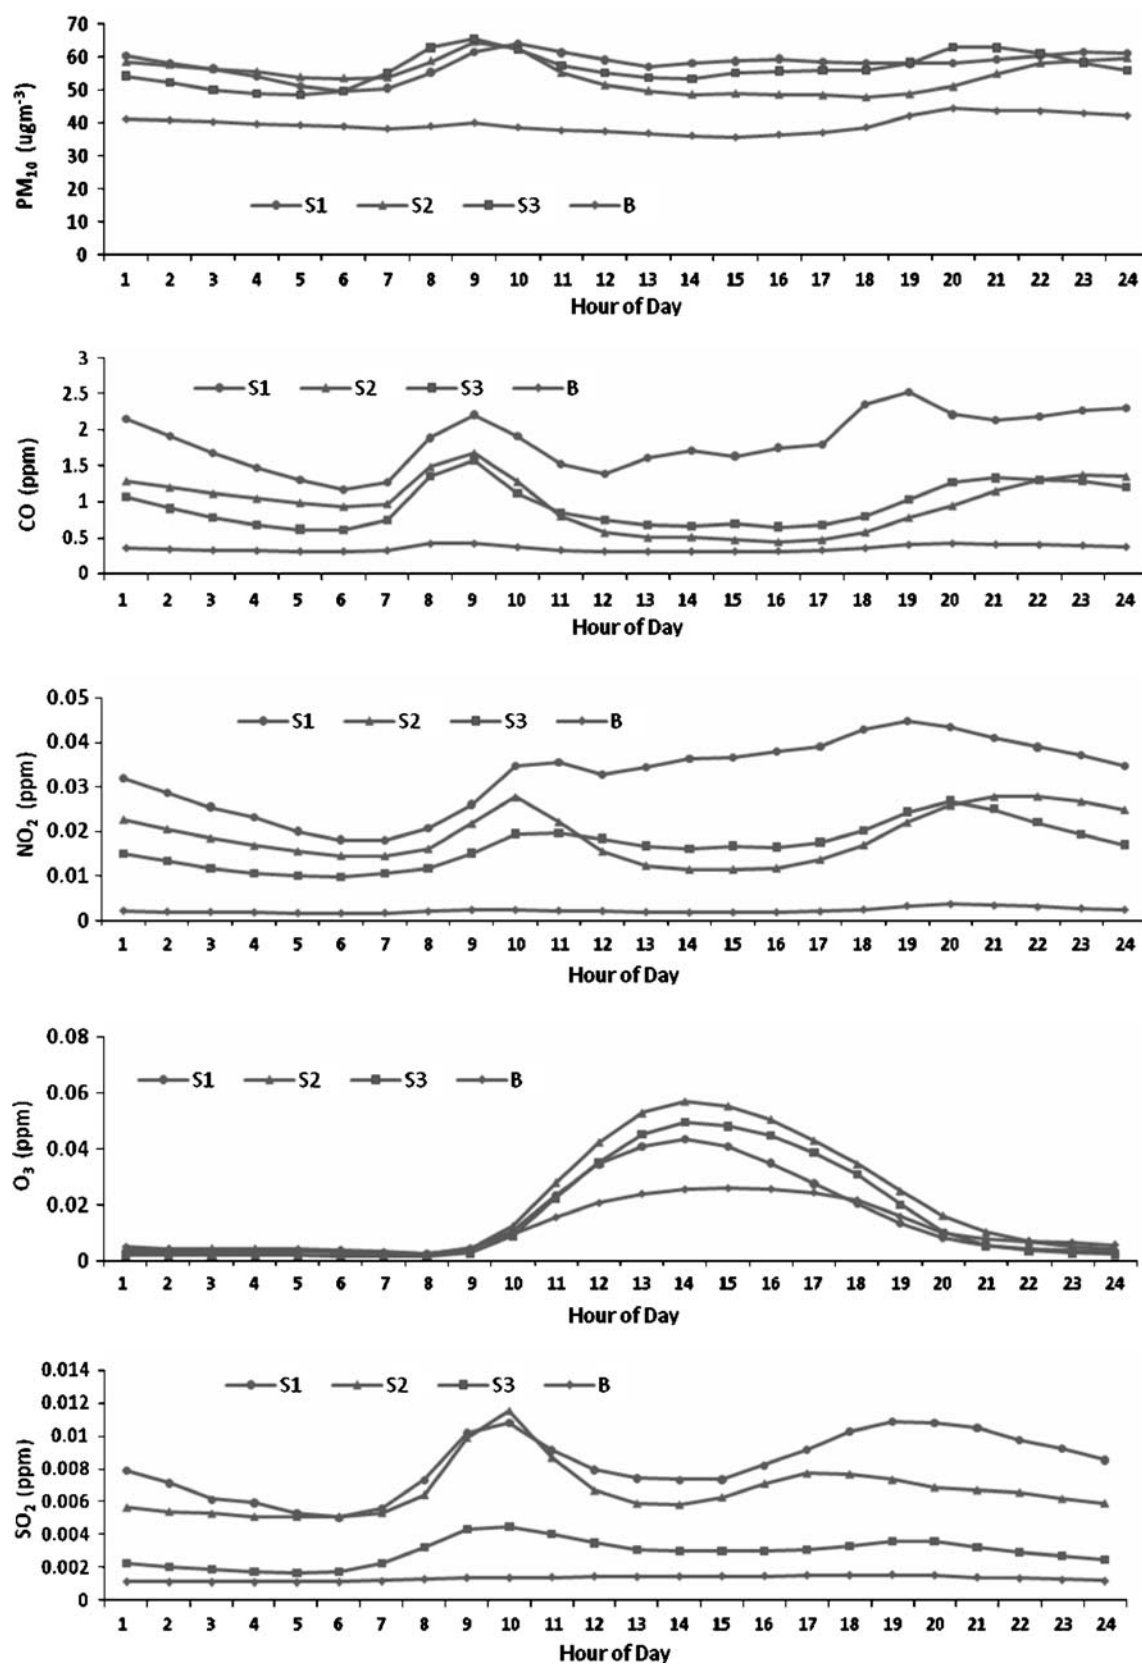 70
60
50
40
30
20
10
0
PM10 (ugm-3)
S1 S2 S3 B
1 2 3 4 5 6 7 8 9 10 11 12 13 14 15 16 17 18 19 20 21 22 23 24
Hour of Day
3
2.5
2
1.5
1
0.5
0
CO (ppm)
S1 S2 S3 B
1 2 3 4 5 6 7 8 9 10 11 12 13 14 15 16 17 18 19 20 21 22 23 24
Hour of Day
0.05
0.04
0.03
0.02
0.01
0
NO2 (ppm)
S1 S2 S3 B
1 2 3 4 5 6 7 8 9 10 11 12 13 14 15 16 17 18 19 20 21 22 23 24
Hour of Day
0.08
0.06
0.04
0.02
0
O3 (ppm)
S1 S2 S3 B
1 2 3 4 5 6 7 8 9 10 11 12 13 14 15 16 17 18 19 20 21 22 23 24
Hour of Day
0.014
0.012
0.01
0.008
0.006
0.004
0.002
0
SO2 (ppm)
S1 S2 S3 B
1 2 3 4 5 6 7 8 9 10 11 12 13 14 15 16 17 18 19 20 21 22 23 24
Hour of Day